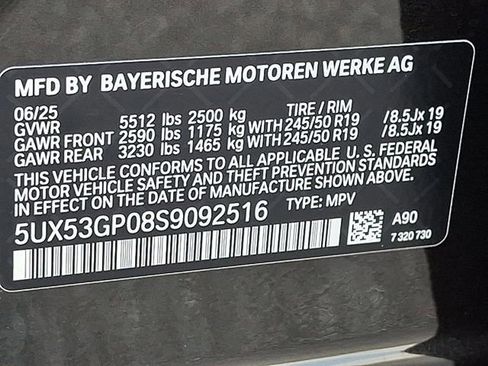 MFD BY BAYERISCHE MOTOREN WERKE AG
06/25 TIRE / RIM
GVWR 5512 lbs 2500 kg
GAWR FRONT 2590 lbs 1175 kg WITH 245/50 R19 /8.5Jx 19
GAWR REAR 3230 lbs 1465 kg WITH 245/50 R19 /8.5Jx 19
THIS VEHICLE CONFORMS TO ALL APPLICABLE U. S. FEDERAL
MOTOR VEHICLE SAFETY AND THEFT PREVENTION STANDARDS
IN EFFECT ON THE DATE OF MANUFACTURE SHOWN ABOVE.
5UX53GP08S9092516 TYPE: MPV
A90
7 320 730